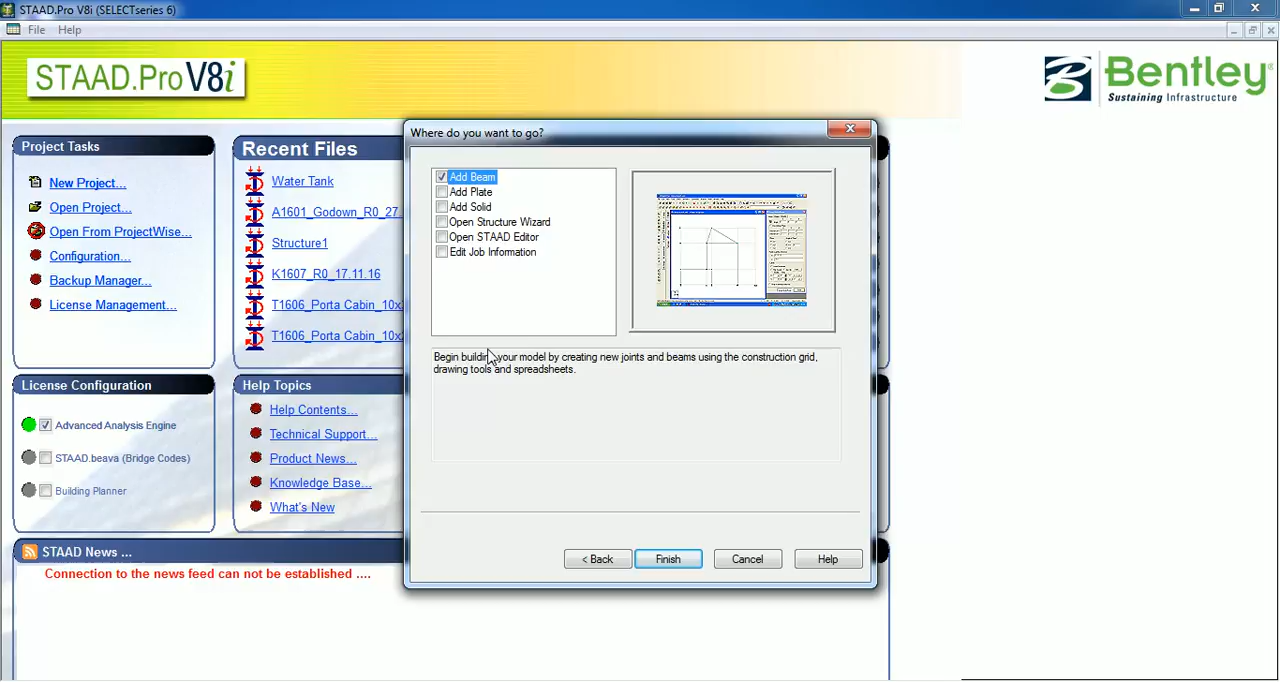 STAAD.Pro V8i (SELECTseries 6)
File Help
STAAD.Pro V8i
Bentley®
Sustaining Infrastructure
Project Tasks
New Project...
Open Project...
Open From ProjectWise...
Configuration...
Backup Manager...
License Management...
Recent Files
Water Tank
A1601_Godown_R0_27.
Structure1
K1607_R0_17.11.16
T1606_Porta Cabin_10x
T1606_Porta Cabin_10x
License Configuration
Advanced Analysis Engine
STAAD.beava (Bridge Codes)
Building Planner
Help Topics
Help Contents...
Technical Support...
Product News...
Knowledge Base...
What's New
STAAD News ...
Connection to the news feed can not be established ....
Where do you want to go?
Add Beam
Add Plate
Add Solid
Open Structure Wizard
Open STAAD Editor
Edit Job Information
Begin building your model by creating new joints and beams using the construction grid,
drawing tools and spreadsheets.
< Back Finish Cancel Help